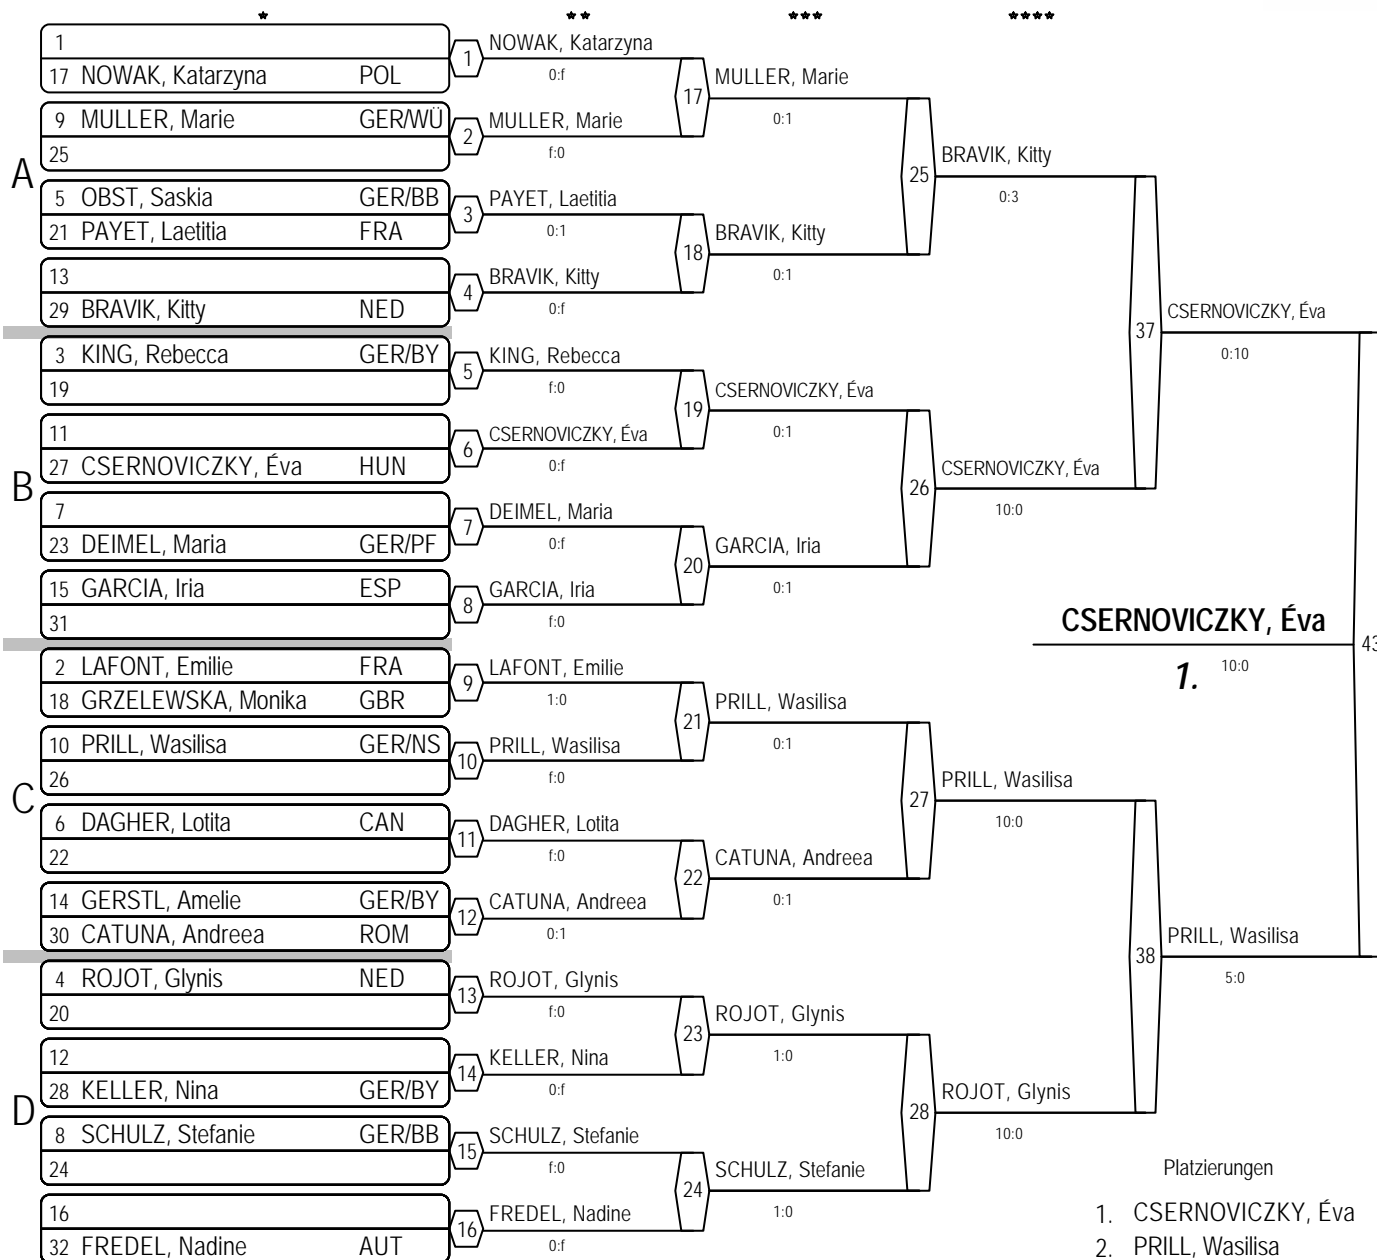 * ** *** ****
A
1
17 NOWAK, Katarzyna POL
9 MULLER, Marie GER/WÜ
25
5 OBST, Saskia GER/BB
21 PAYET, Laetitia FRA
13
29 BRAVIK, Kitty NED
B
3 KING, Rebecca GER/BY
19
11
27 CSERNOVICZKY, Éva HUN
7
23 DEIMEL, Maria GER/PF
15 GARCIA, Iria ESP
31
C
2 LAFONT, Emilie FRA
18 GRZELEWSKA, Monika GBR
10 PRILL, Wasilisa GER/NS
26
6 DAGHER, Lotita CAN
22
14 GERSTL, Amelie GER/BY
30 CATUNA, Andreea ROM
D
4 ROJOT, Glynis NED
20
12
28 KELLER, Nina GER/BY
8 SCHULZ, Stefanie GER/BB
24
16
32 FREDEL, Nadine AUT
1 NOWAK, Katarzyna
0:f
2 MULLER, Marie
f:0
3 PAYET, Laetitia
0:1
4 BRAVIK, Kitty
0:f
5 KING, Rebecca
f:0
6 CSERNOVICZKY, Éva
0:f
7 DEIMEL, Maria
0:f
8 GARCIA, Iria
f:0
9 LAFONT, Emilie
1:0
10 PRILL, Wasilisa
f:0
11 DAGHER, Lotita
f:0
12 CATUNA, Andreea
0:1
13 ROJOT, Glynis
f:0
14 KELLER, Nina
0:f
15 SCHULZ, Stefanie
f:0
16 FREDEL, Nadine
0:f
17 MULLER, Marie
0:1
18 BRAVIK, Kitty
0:1
19 CSERNOVICZKY, Éva
0:1
20 GARCIA, Iria
0:1
21 PRILL, Wasilisa
0:1
22 CATUNA, Andreea
0:1
23 ROJOT, Glynis
1:0
24 SCHULZ, Stefanie
1:0
25 BRAVIK, Kitty
0:3
26 CSERNOVICZKY, Éva
10:0
27 PRILL, Wasilisa
10:0
28 ROJOT, Glynis
10:0
37 CSERNOVICZKY, Éva
0:10
38 PRILL, Wasilisa
5:0
CSERNOVICZKY, Éva 43
1. 10:0
Platzierungen
1. CSERNOVICZKY, Éva
2. PRILL, Wasilisa